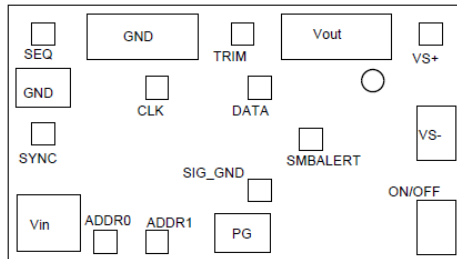 GND
Vout
SEQ
TRIM
VS+
GND
CLK
DATA
VS-
SYNC
SMBALERT
SIG_GND
ON/OFF
Vin
ADDR0
ADDR1
PG